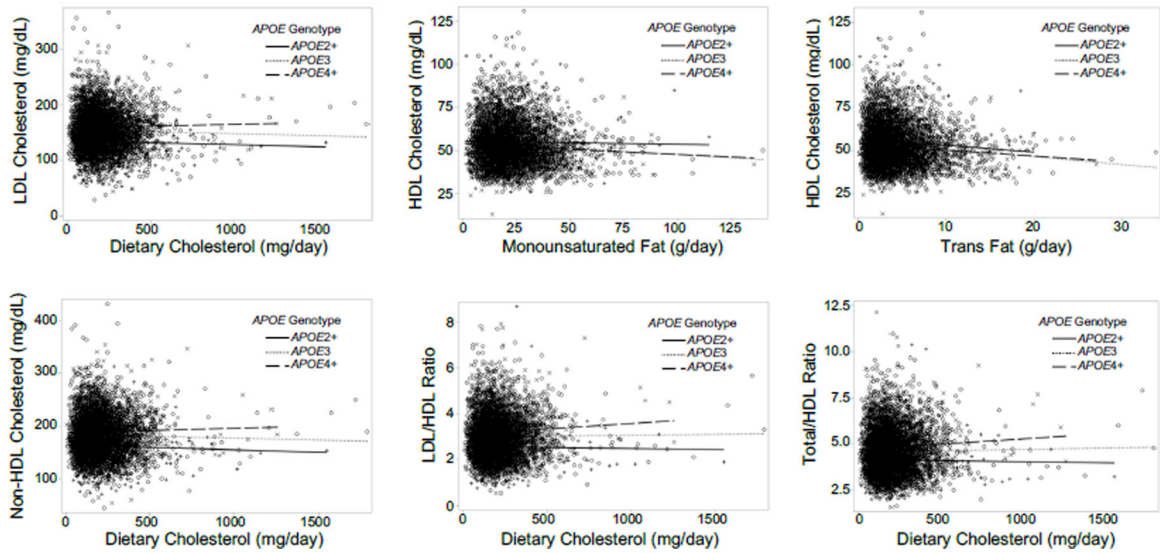 LDL Cholesterol (mg/dL)
300
200
100
0
APOE Genotype
APOE2+
APOE3
APOE4+
0 500 1000 1500
Dietary Cholesterol (mg/day)
HDL Cholesterol (mg/dL)
125
100
75
50
25
APOE Genotype
APOE2+
APOE3
APOE4+
0 25 50 75 100 125
Monounsaturated Fat (g/day)
HDL Cholesterol (mg/dL)
125
100
75
50
25
APOE Genotype
APOE2+
APOE3
APOE4+
0 10 20 30
Trans Fat (g/day)
Non-HDL Cholesterol (mg/dL)
400
300
200
100
APOE Genotype
APOE2+
APOE3
APOE4+
0 500 1000 1500
Dietary Cholesterol (mg/day)
LDL/HDL Ratio
8
6
4
2
0
APOE Genotype
APOE2+
APOE3
APOE4+
0 500 1000 1500
Dietary Cholesterol (mg/day)
Total/HDL Ratio
12.5
10.0
7.5
5.0
2.5
APOE Genotype
APOE2+
APOE3
APOE4+
0 500 1000 1500
Dietary Cholesterol (mg/day)